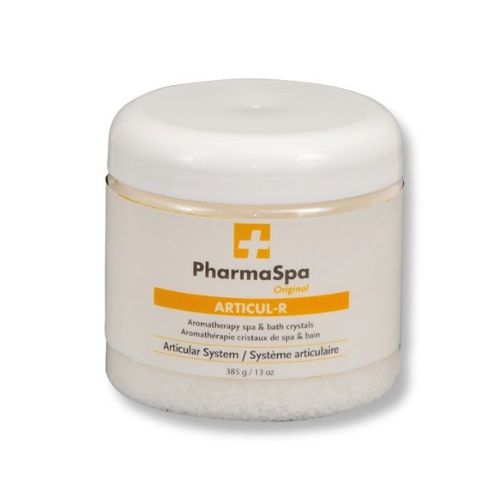 PharmaSpa
Original
ARTICUL-R
Aromatherapy spa & bath crystals
Aromathérapie cristaux de spa & bain
Articular System / Système articulaire
385 g / 13 oz